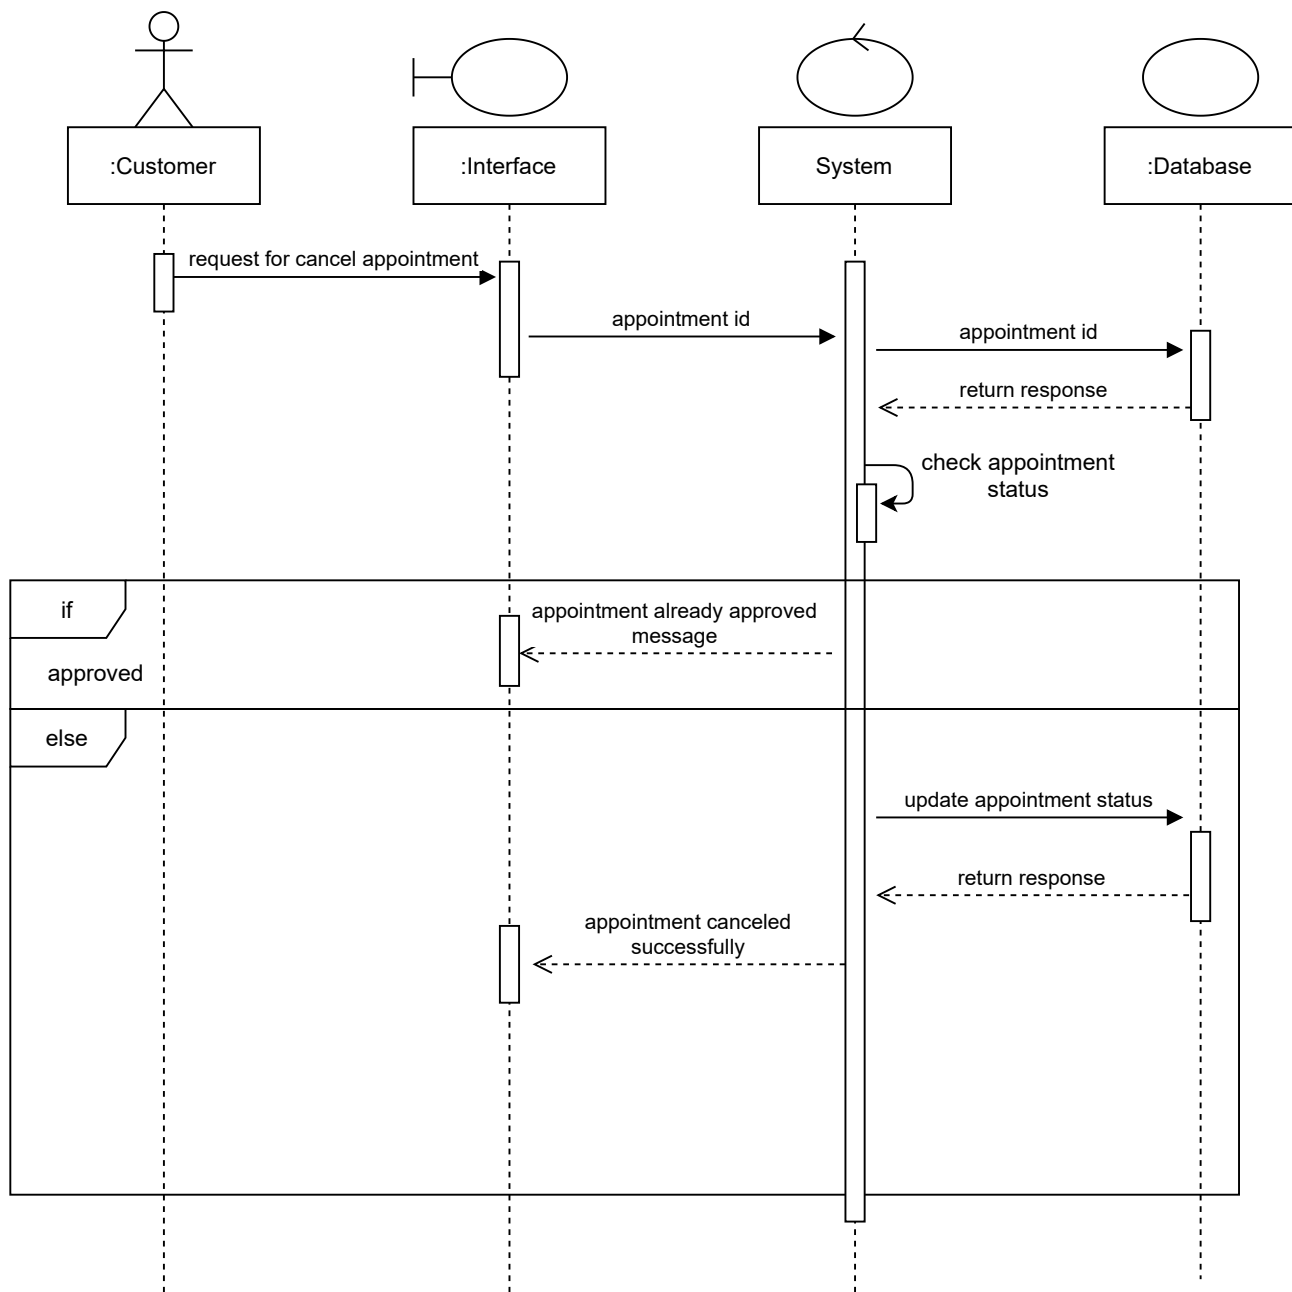 :Customer
:Interface
System
:Database
request for cancel appointment
appointment id
appointment id
return response
check appointment
status
if
appointment already approved
message
approved
else
update appointment status
return response
appointment canceled
successfully